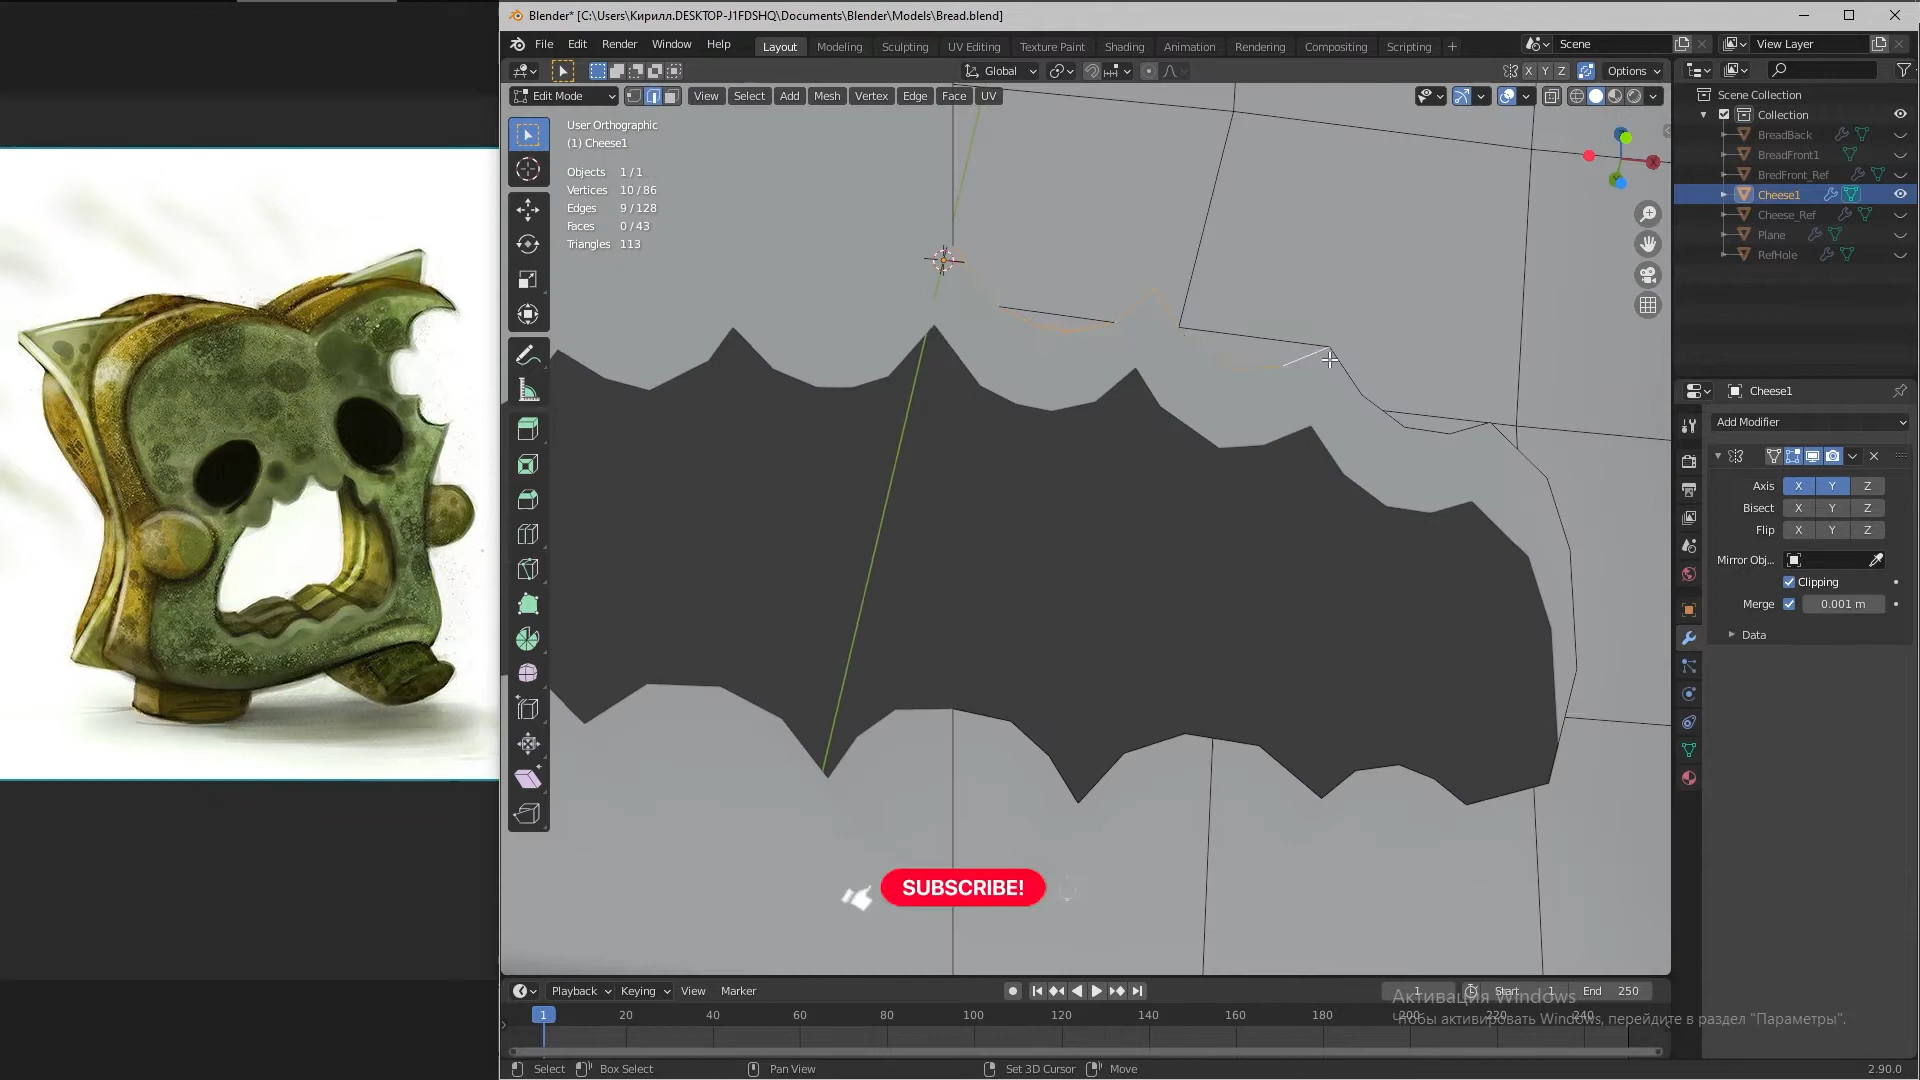 Blender* [C:\Users\Кирилл.DESKTOP-J1FDSHQ\Documents\Blender\Models\Bread.blend]
File Edit Render Window Help Layout Modeling Sculpting UV Editing Texture Paint Shading Animation Rendering Compositing Scripting + Scene View Layer
Global X Y Z Options
Edit Mode View Select Add Mesh Vertex Edge Face UV
User Orthographic
(1) Cheese1
Objects 1 / 1
Vertices 10 / 86
Edges 9 / 128
Faces 0 / 43
Triangles 113
X
Scene Collection
Collection
BreadBack
BreadFront1
BredFront_Ref
Cheese1
Cheese_Ref
Plane
RefHole
Cheese1
Add Modifier
Axis X Y Z
Bisect X Y Z
Flip X Y Z
Mirror Obj...
Clipping
Merge 0.001 m
Data
SUBSCRIBE!
Playback Keying View Marker 1 Start 1 End 250
Активация Windows
1 20 40 60 80 100 120 140 160 180 200 220 240
Чтобы активировать Windows, перейдите в раздел "Параметры".
Select Box Select Pan View Set 3D Cursor Move 2.90.0